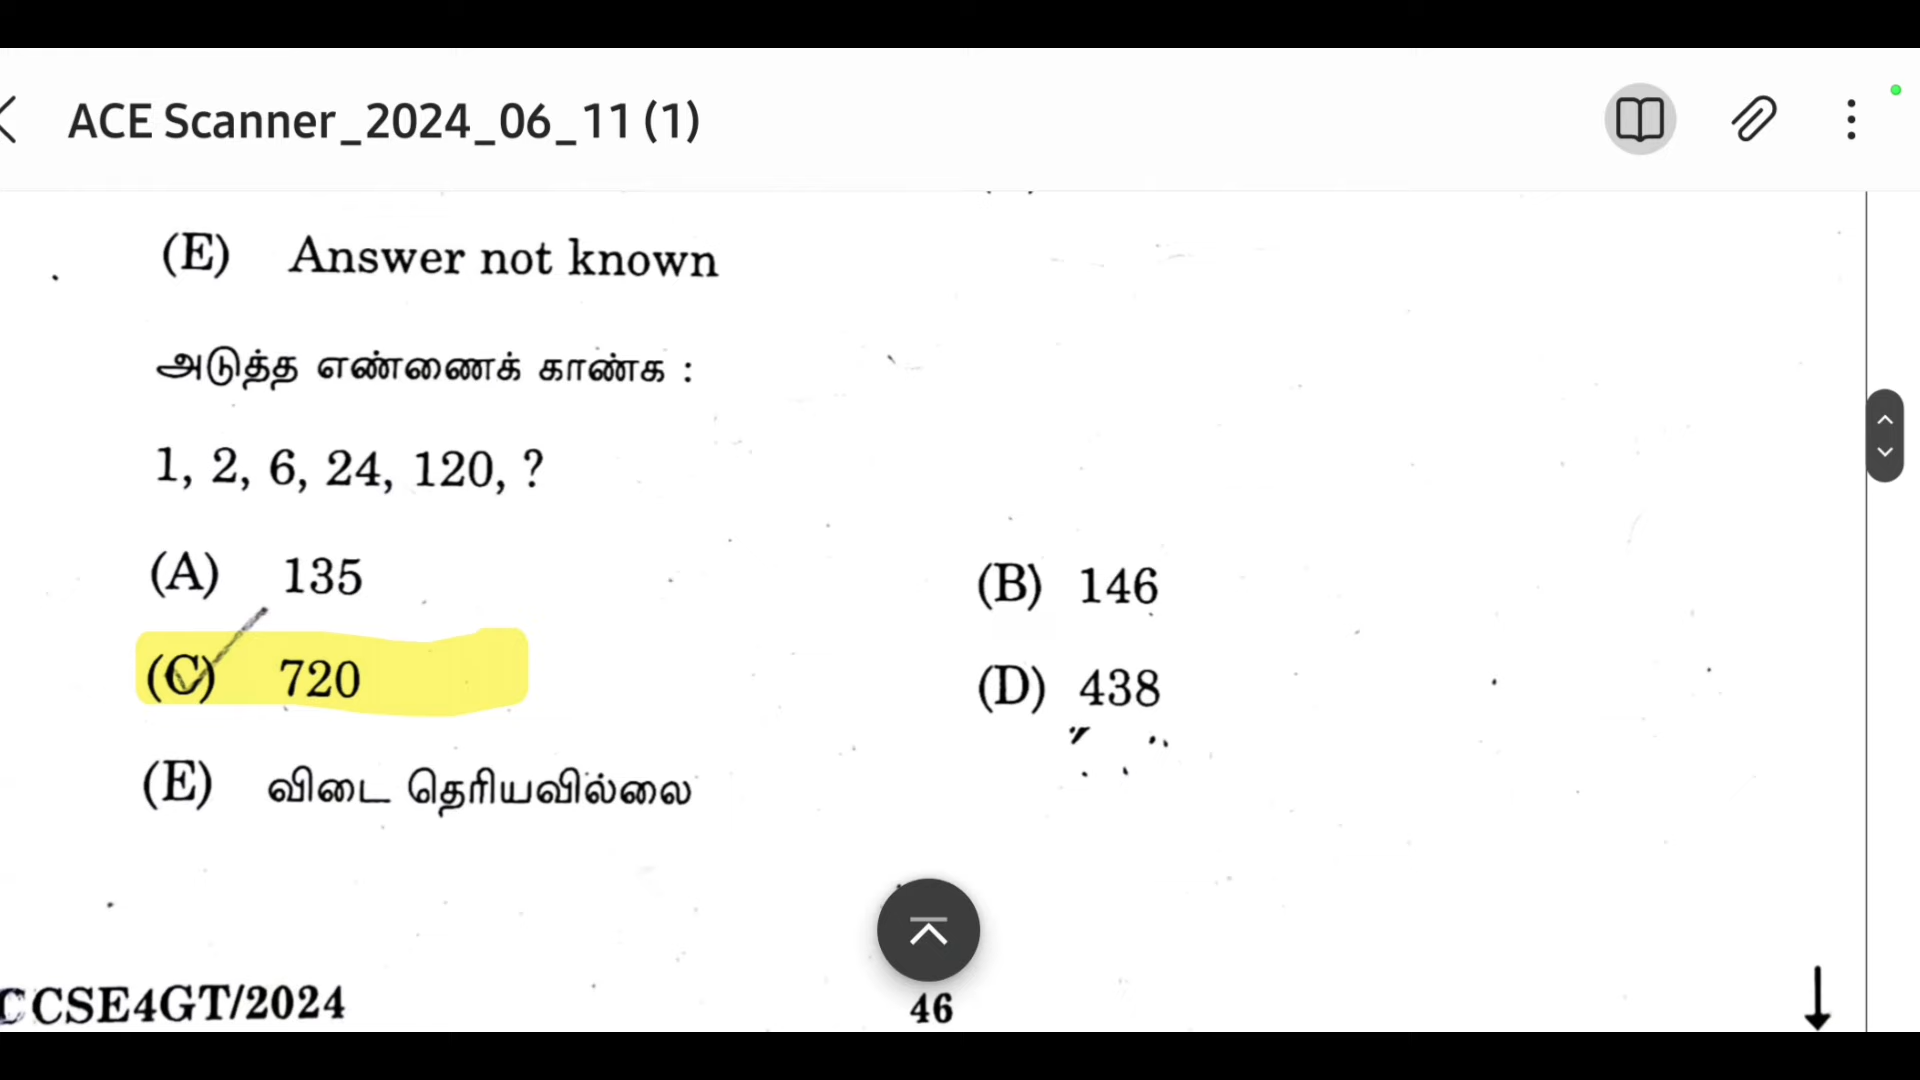 ACE Scanner_2024_06_11 (1)
(E) Answer not known
அடுத்த எண்ணைக் காண்க :
1, 2, 6, 24, 120, ?
(A) 135 (B) 146
(C) 720 (D) 438
(E) விடை தெரியவில்லை
CCSE4GT/2024 46